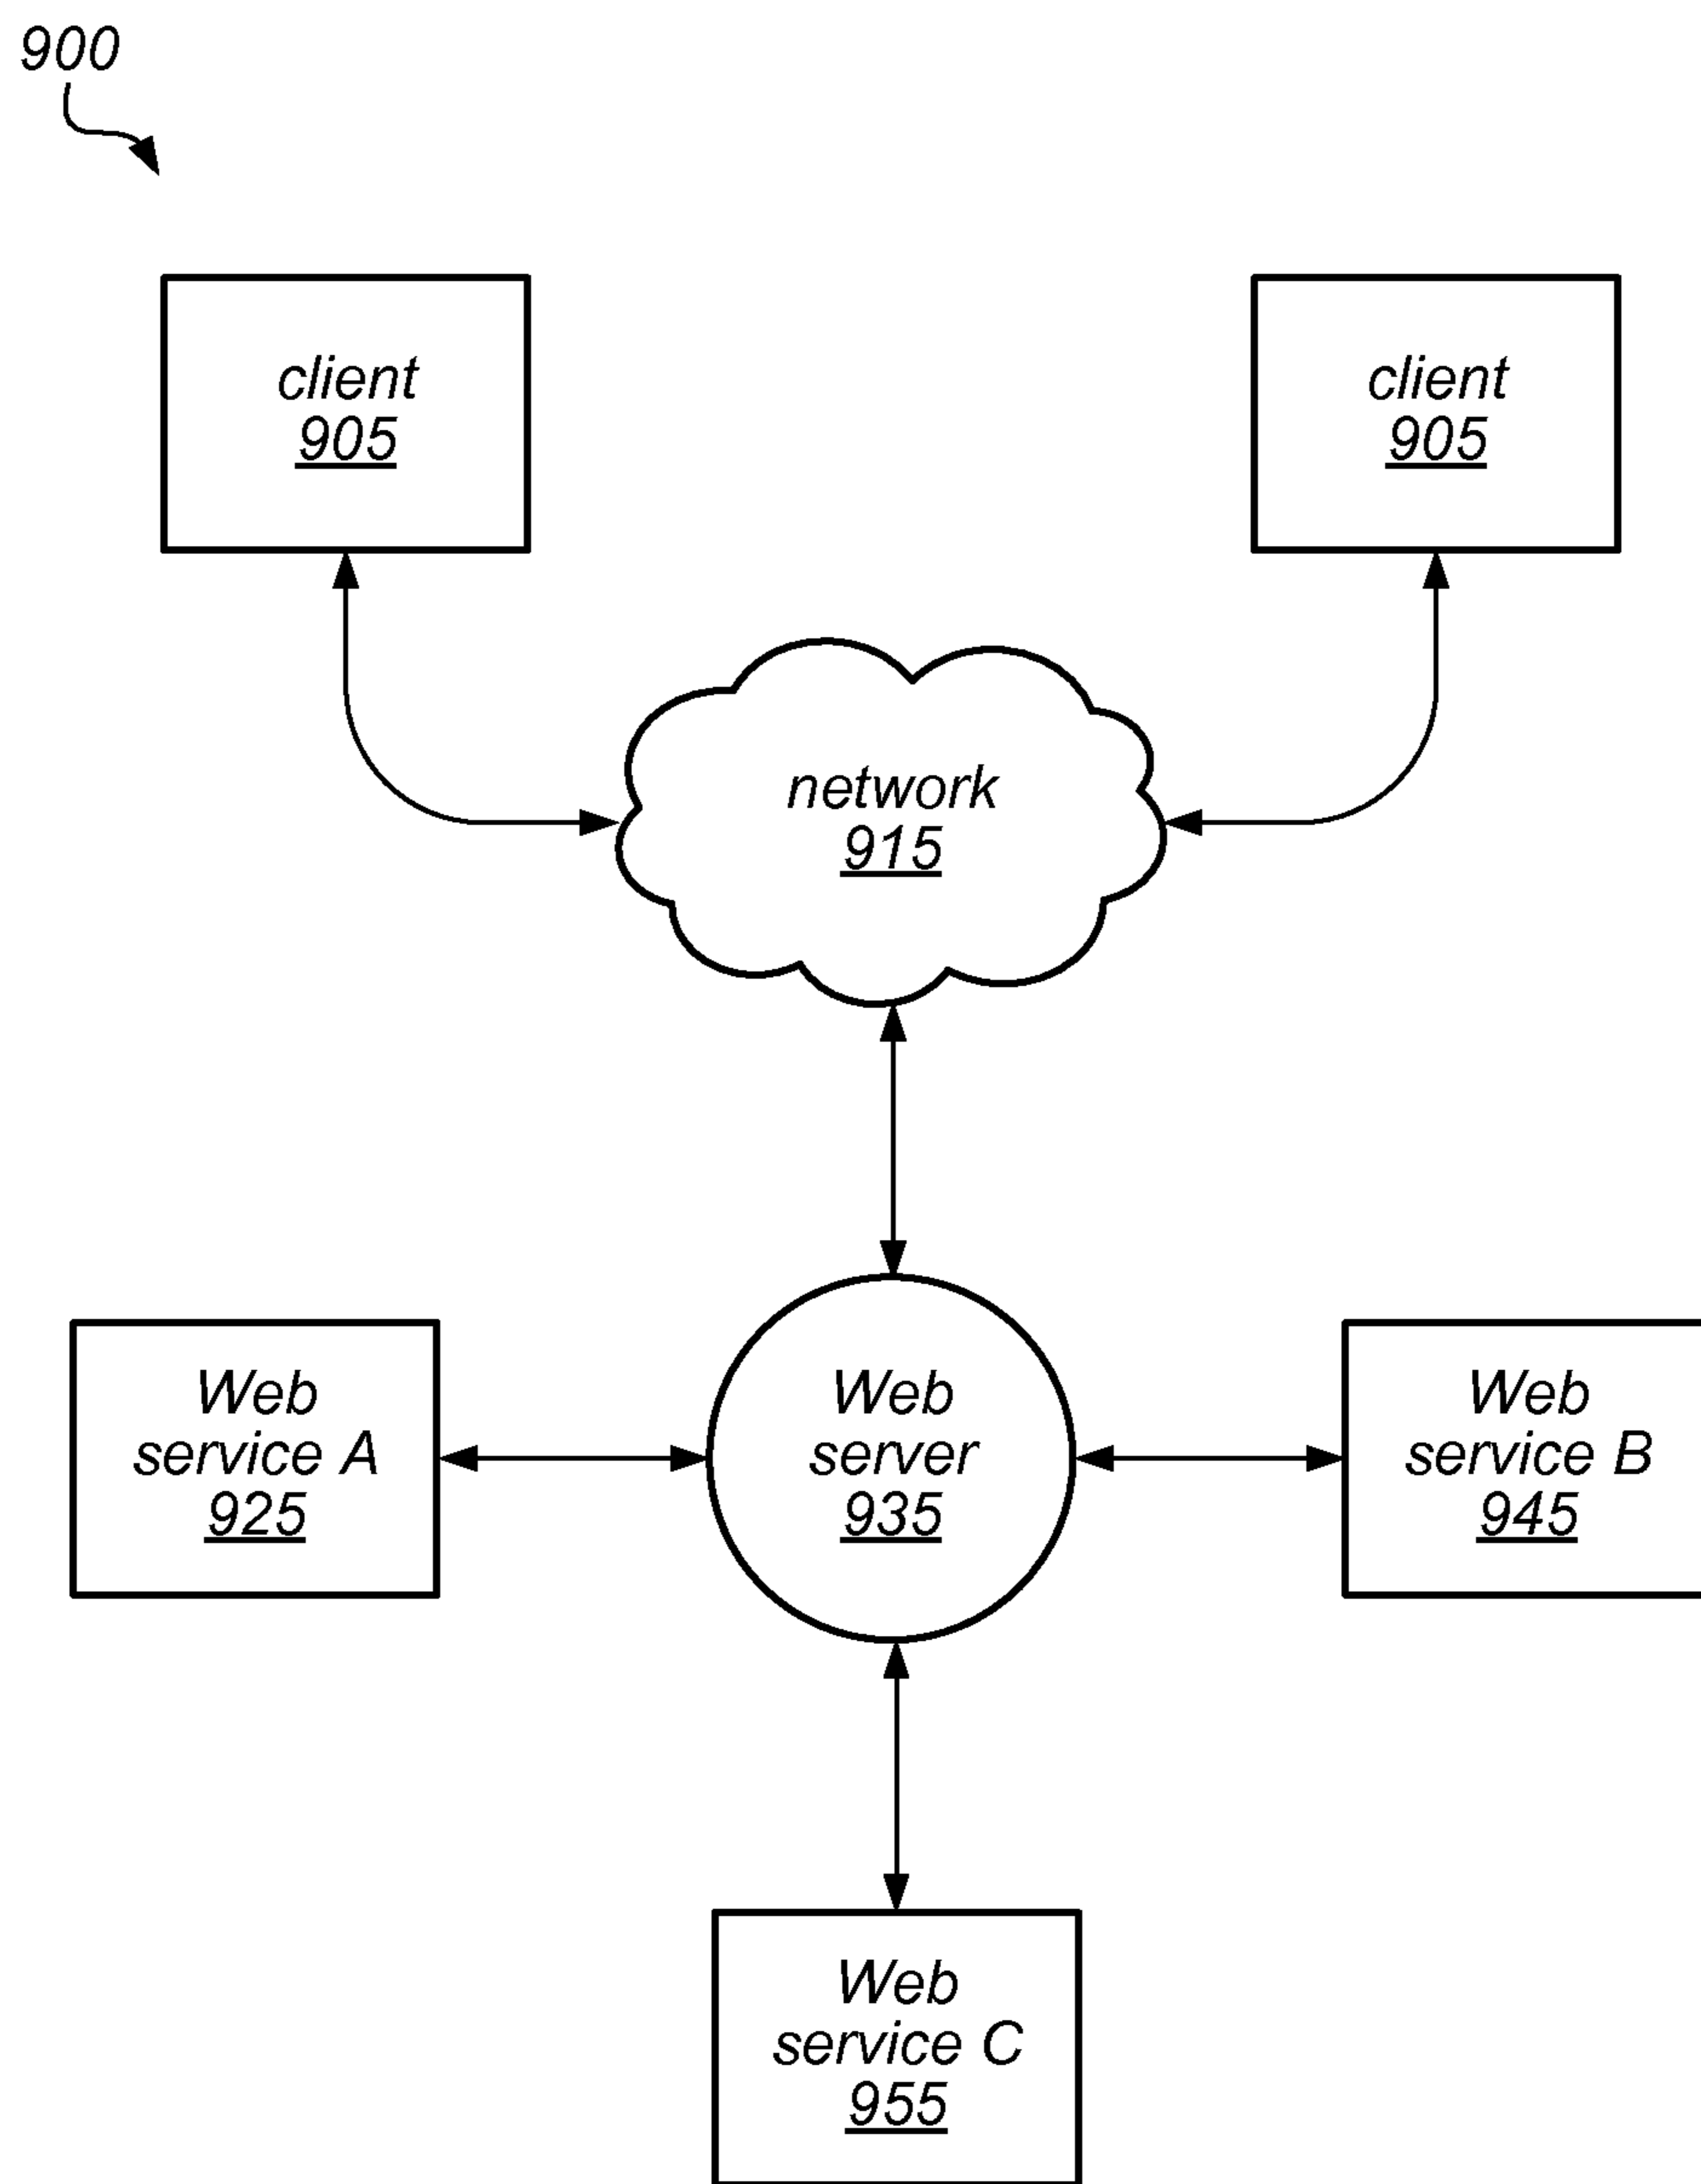 900
client
905
client
905
network
915
Web
service A
925
Web
server
935
Web
service B
945
Web
service C
955